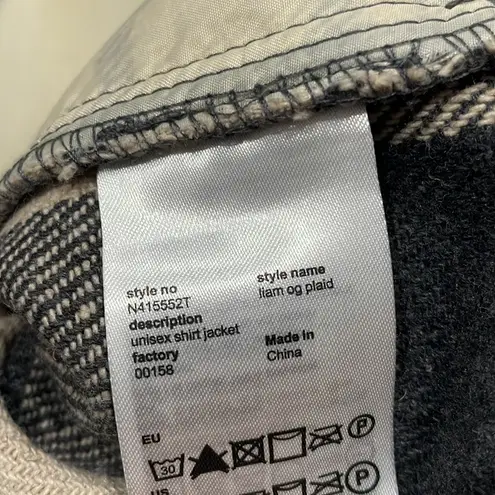 style no
N415552T
style name
liam og plaid
description
unisex shirt jacket
factory
00158
Made in
China
EU
30
P
US
P